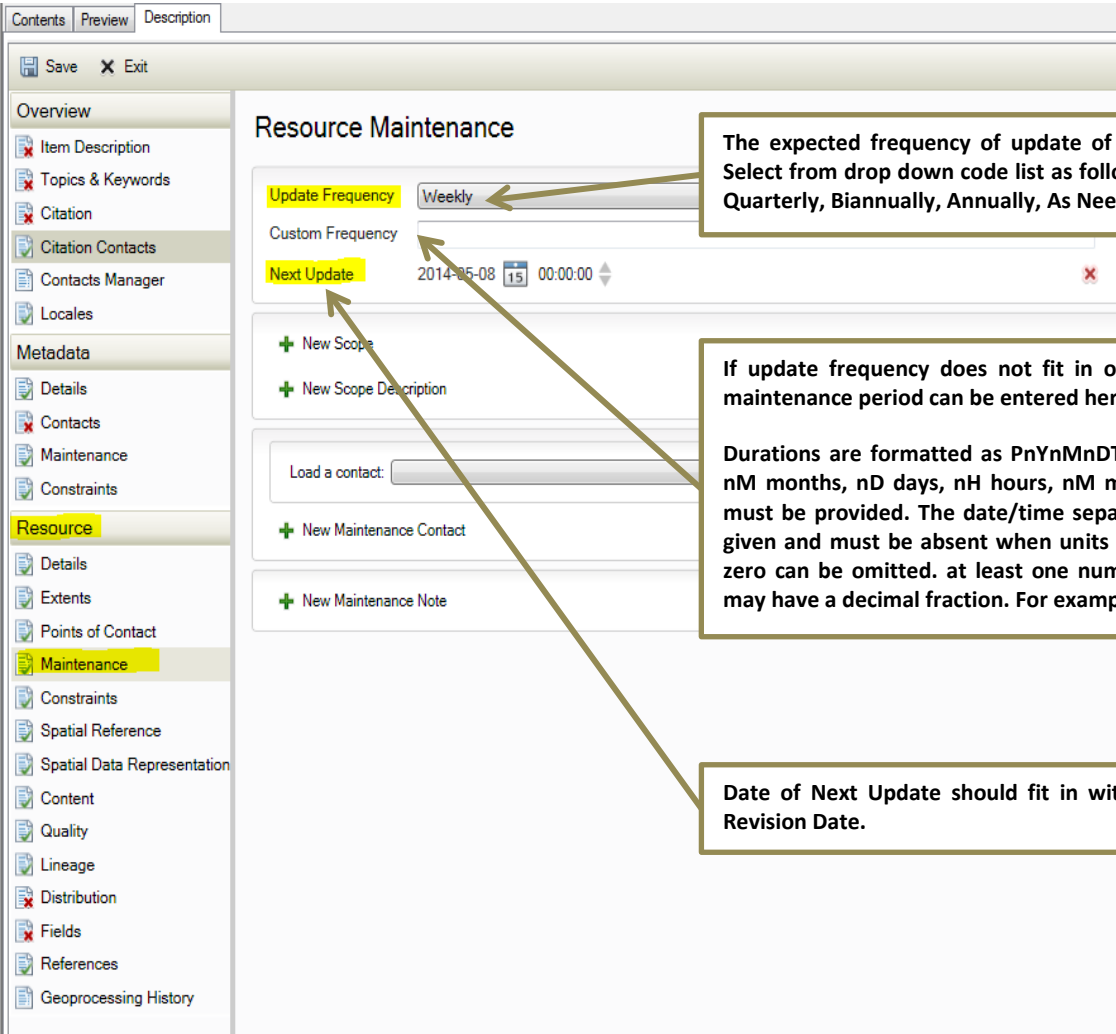 Contents Preview Description
Save Exit
Overview
Item Description
Topics & Keywords
Citation
Citation Contacts
Contacts Manager
Locales
Metadata
Details
Contacts
Maintenance
Constraints
Resource
Details
Extents
Points of Contact
Maintenance
Constraints
Spatial Reference
Spatial Data Representation
Content
Quality
Lineage
Distribution
Fields
References
Geoprocessing History
Resource Maintenance
Update Frequency Weekly
Custom Frequency
Next Update 2014-05-08 15 00:00:00
New Scope
New Scope Description
Load a contact:
New Maintenance Contact
New Maintenance Note
The expected frequency of update of
Select from drop down code list as follo
Quarterly, Biannually, Annually, As Nee
If update frequency does not fit in o
maintenance period can be entered her
Durations are formatted as PnYnMnDT
nM months, nD days, nH hours, nM m
must be provided. The date/time sepa
given and must be absent when units
zero can be omitted. at least one num
may have a decimal fraction. For examp
Date of Next Update should fit in wit
Revision Date.